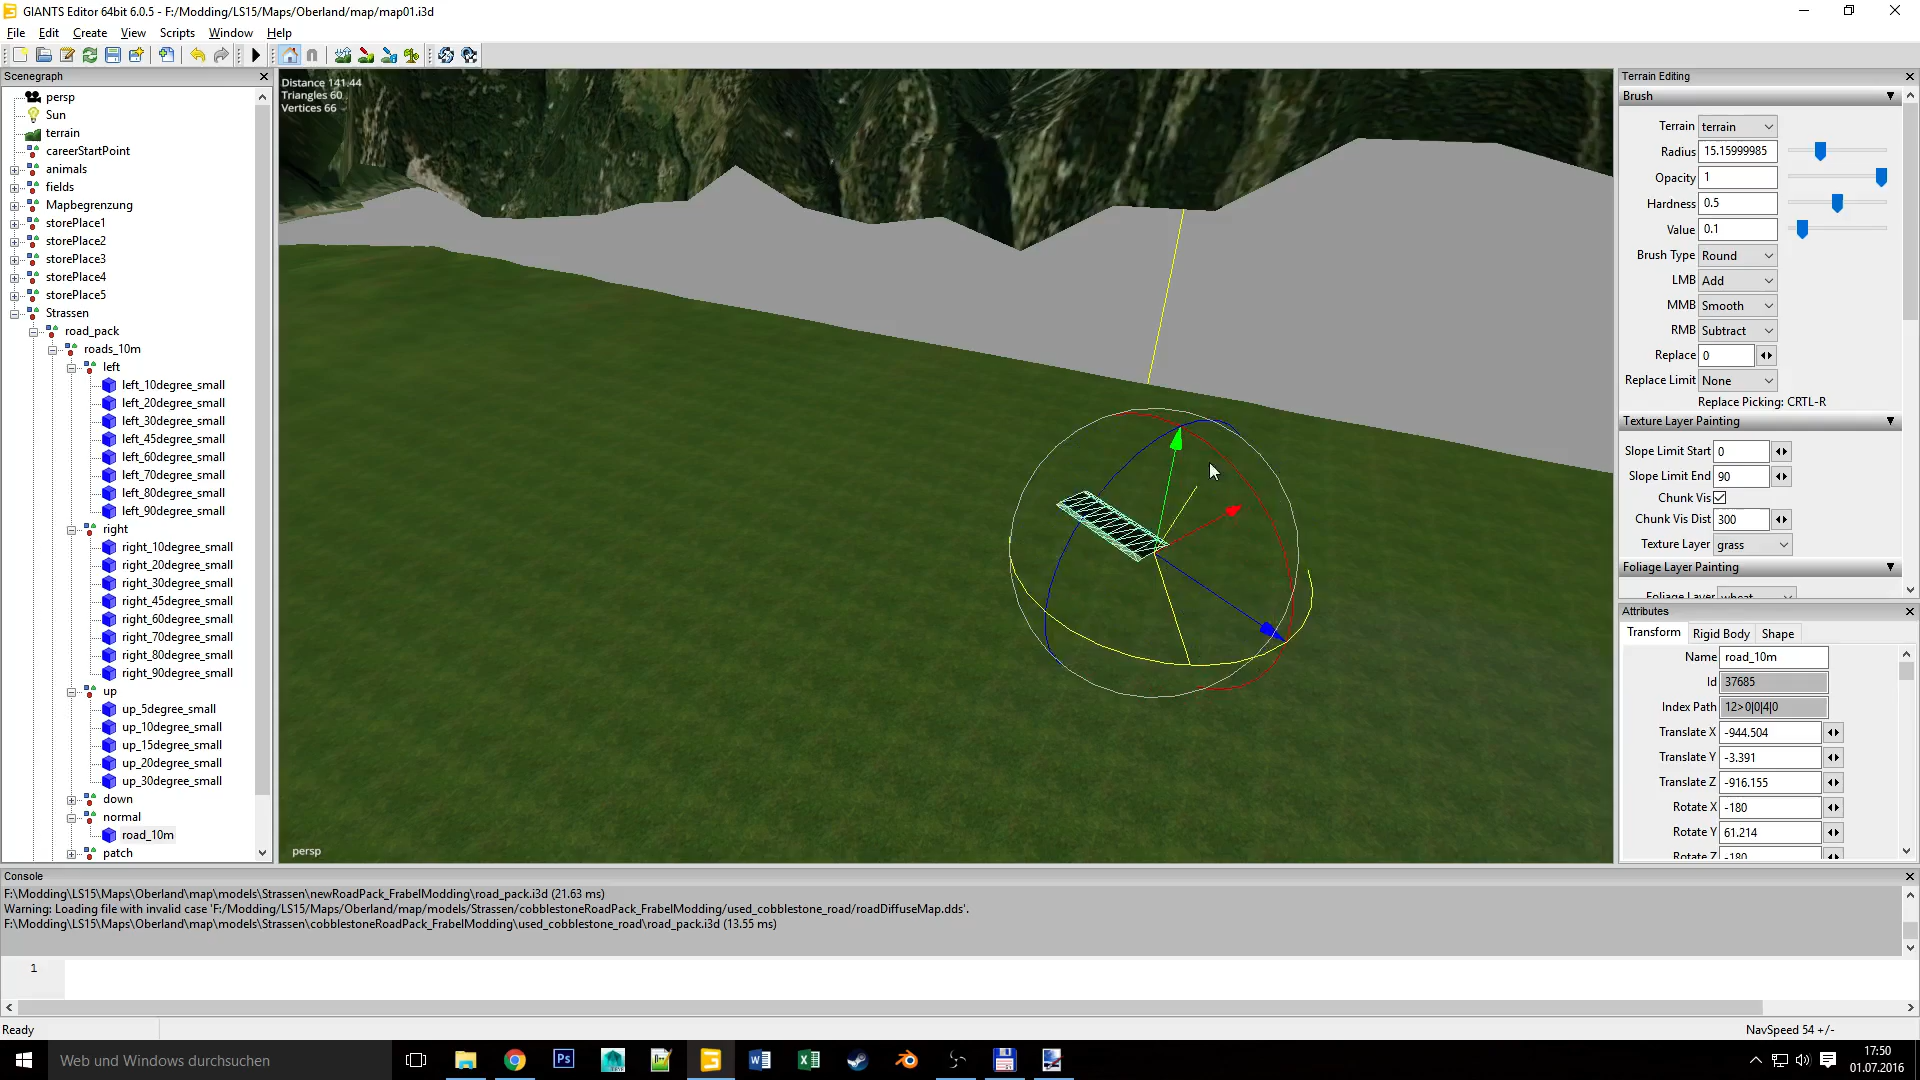 GIANTS Editor 64bit 6.0.5 - F:/Modding/LS15/Maps/Oberland/map/map01.i3d
File Edit Create View Scripts Window Help
Scenegraph
persp
Sun
terrain
careerStartPoint
animals
fields
Mapbegrenzung
storePlace1
storePlace2
storePlace3
storePlace4
storePlace5
Strassen
road_pack
roads_10m
left
left_10degree_small
left_20degree_small
left_30degree_small
left_45degree_small
left_60degree_small
left_70degree_small
left_80degree_small
left_90degree_small
right
right_10degree_small
right_20degree_small
right_30degree_small
right_45degree_small
right_60degree_small
right_70degree_small
right_80degree_small
right_90degree_small
up
up_5degree_small
up_10degree_small
up_15degree_small
up_20degree_small
up_30degree_small
down
normal
road_10m
patch
Distance 141.44
Triangles 60
Vertices 66
persp
Terrain Editing
Brush
Terrain terrain
Radius 15.15999985
Opacity 1
Hardness 0.5
Value 0.1
Brush Type Round
LMB Add
MMB Smooth
RMB Subtract
Replace 0
Replace Limit None
Replace Picking: CRTL-R
Texture Layer Painting
Slope Limit Start 0
Slope Limit End 90
Chunk Vis
Chunk Vis Dist 300
Texture Layer grass
Foliage Layer Painting
Foliage Layer wheat
Attributes
Transform Rigid Body Shape
Name road_10m
Id 37685
Index Path 12>0|0|4|0
Translate X -944.504
Translate Y -3.391
Translate Z -916.155
Rotate X -180
Rotate Y 61.214
Rotate Z -180
Console
F:\Modding\LS15\Maps\Oberland\map\models\Strassen\newRoadPack_FrabelModding\road_pack.i3d (21.63 ms)
Warning: Loading file with invalid case 'F:/Modding/LS15/Maps/Oberland/map/models/Strassen/cobblestoneRoadPack_FrabelModding/used_cobblestone_road/roadDiffuseMap.dds'.
F:\Modding\LS15\Maps\Oberland\map\models\Strassen\cobblestoneRoadPack_FrabelModding\used_cobblestone_road\road_pack.i3d (13.55 ms)
1
Ready
NavSpeed 54 +/-
Web und Windows durchsuchen
17:50
01.07.2016